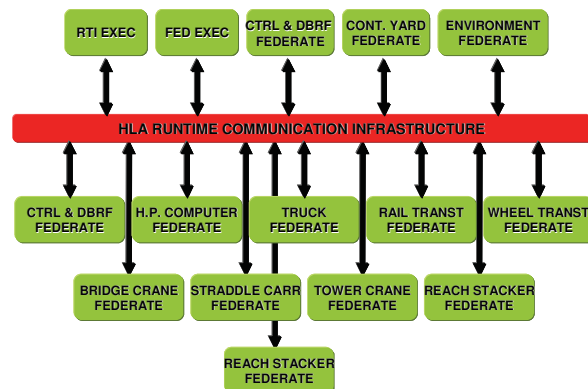 RTI EXEC
FED EXEC
CTRL & DBRF
FEDERATE
CONT. YARD
FEDERATE
ENVIRONMENT
FEDERATE
HLA RUNTIME COMMUNICATION INFRASTRUCTURE
CTRL & DBRF
FEDERATE
H.P. COMPUTER
FEDERATE
TRUCK
FEDERATE
RAIL TRANST
FEDERATE
WHEEL TRANST
FEDERATE
BRIDGE CRANE
FEDERATE
STRADDLE CARR
FEDERATE
TOWER CRANE
FEDERATE
REACH STACKER
FEDERATE
REACH STACKER
FEDERATE